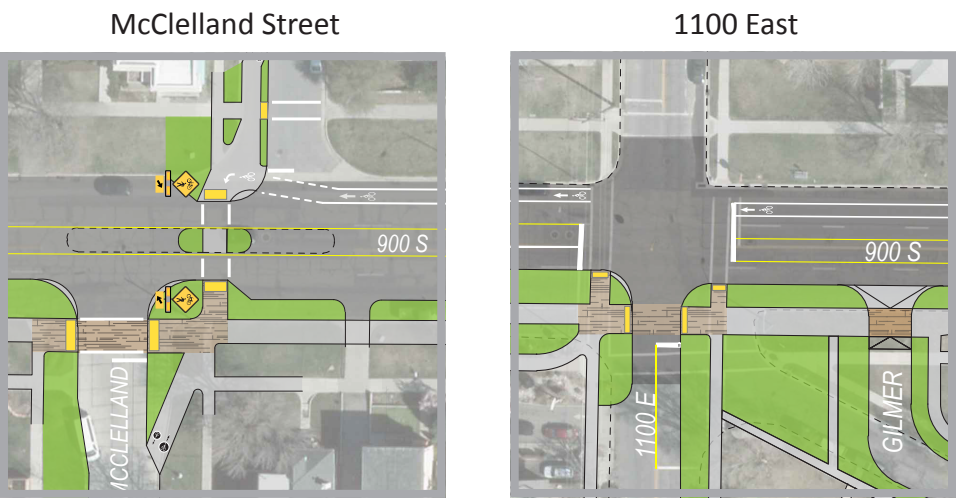 McClelland Street
1100 East
900 S
900 S
MCCLELLAND
1100 E
GILMER